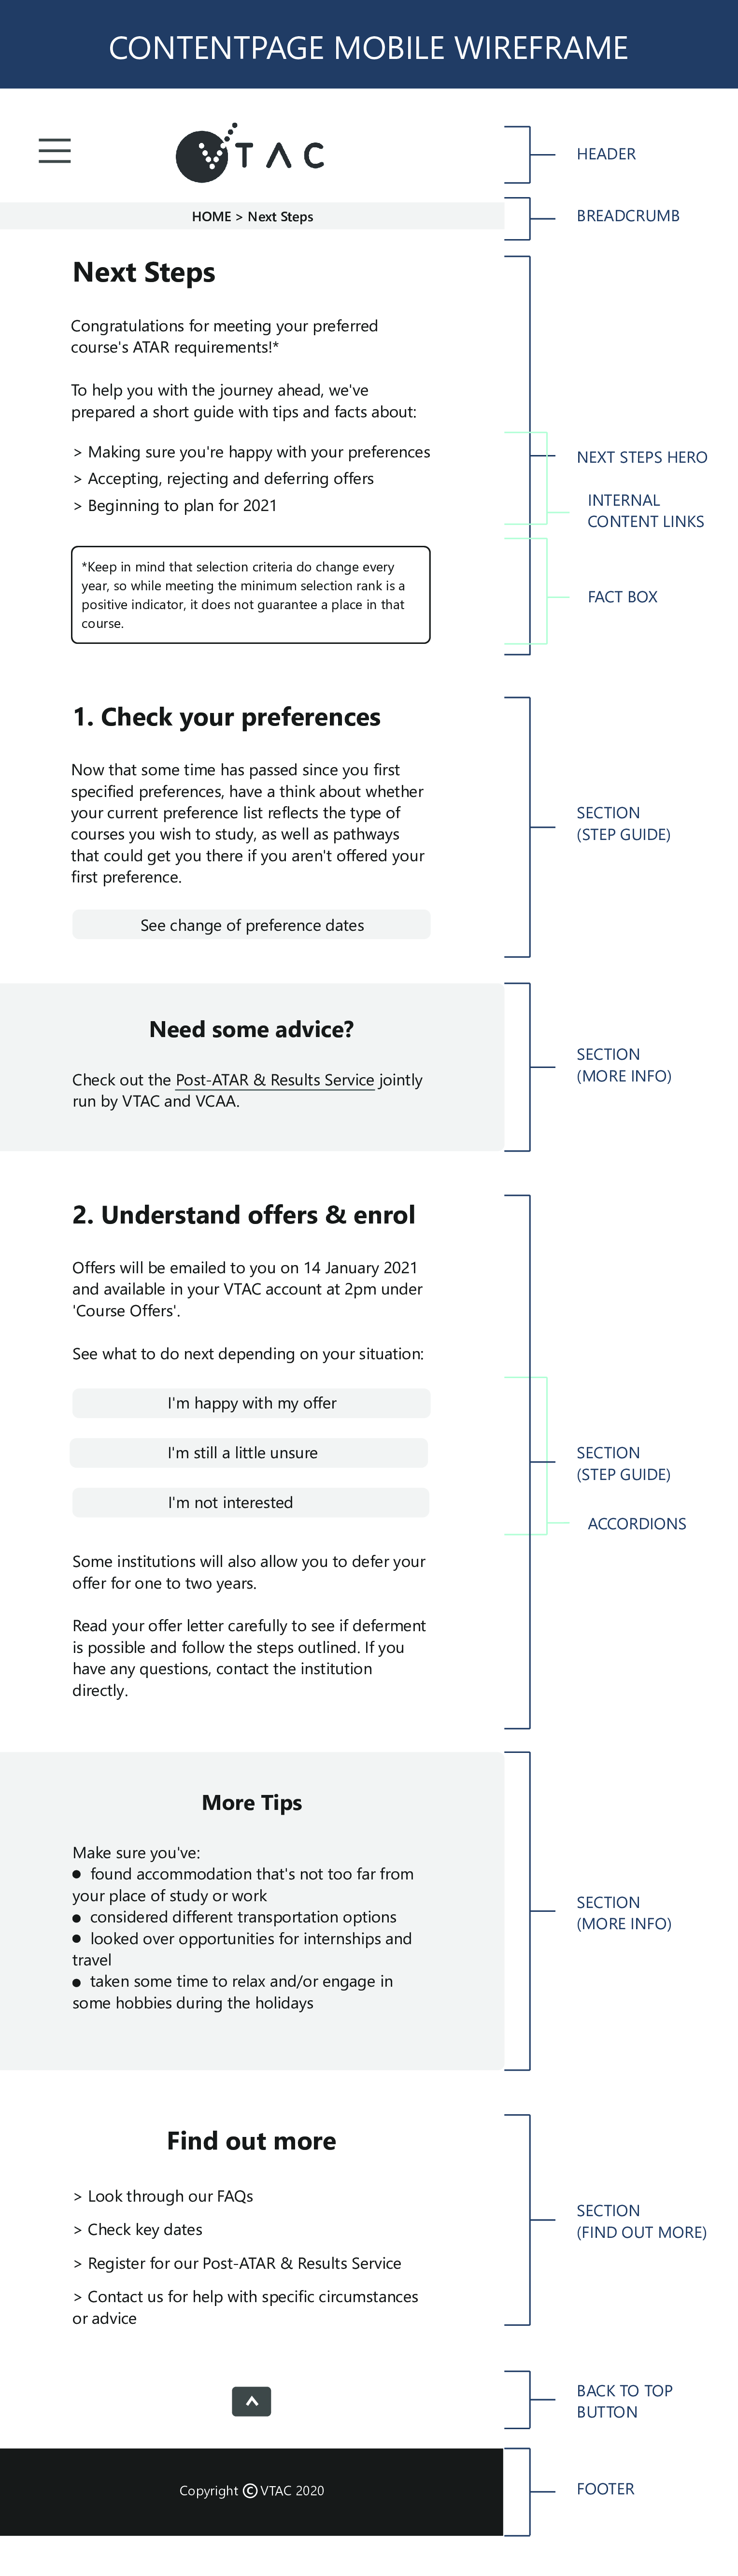 CONTENTPAGE MOBILE WIREFRAME
VTAC
HEADER
HOME > Next Steps
BREADCRUMB
Next Steps
Congratulations for meeting your preferred
course's ATAR requirements!*
To help you with the journey ahead, we've
prepared a short guide with tips and facts about:
> Making sure you're happy with your preferences
> Accepting, rejecting and deferring offers
> Beginning to plan for 2021
NEXT STEPS HERO
INTERNAL
CONTENT LINKS
*Keep in mind that selection criteria do change every
year, so while meeting the minimum selection rank is a
positive indicator, it does not guarantee a place in that
course.
FACT BOX
1. Check your preferences
Now that some time has passed since you first
specified preferences, have a think about whether
your current preference list reflects the type of
courses you wish to study, as well as pathways
that could get you there if you aren't offered your
first preference.
See change of preference dates
SECTION
(STEP GUIDE)
Need some advice?
Check out the Post-ATAR & Results Service jointly
run by VTAC and VCAA.
SECTION
(MORE INFO)
2. Understand offers & enrol
Offers will be emailed to you on 14 January 2021
and available in your VTAC account at 2pm under
'Course Offers'.
See what to do next depending on your situation:
I'm happy with my offer
I'm still a little unsure
I'm not interested
SECTION
(STEP GUIDE)
ACCORDIONS
Some institutions will also allow you to defer your
offer for one to two years.
Read your offer letter carefully to see if deferment
is possible and follow the steps outlined. If you
have any questions, contact the institution
directly.
More Tips
Make sure you've:
● found accommodation that's not too far from
your place of study or work
● considered different transportation options
● looked over opportunities for internships and
travel
● taken some time to relax and/or engage in
some hobbies during the holidays
SECTION
(MORE INFO)
Find out more
> Look through our FAQs
> Check key dates
> Register for our Post-ATAR & Results Service
> Contact us for help with specific circumstances
or advice
SECTION
(FIND OUT MORE)
BACK TO TOP
BUTTON
Copyright © VTAC 2020
FOOTER